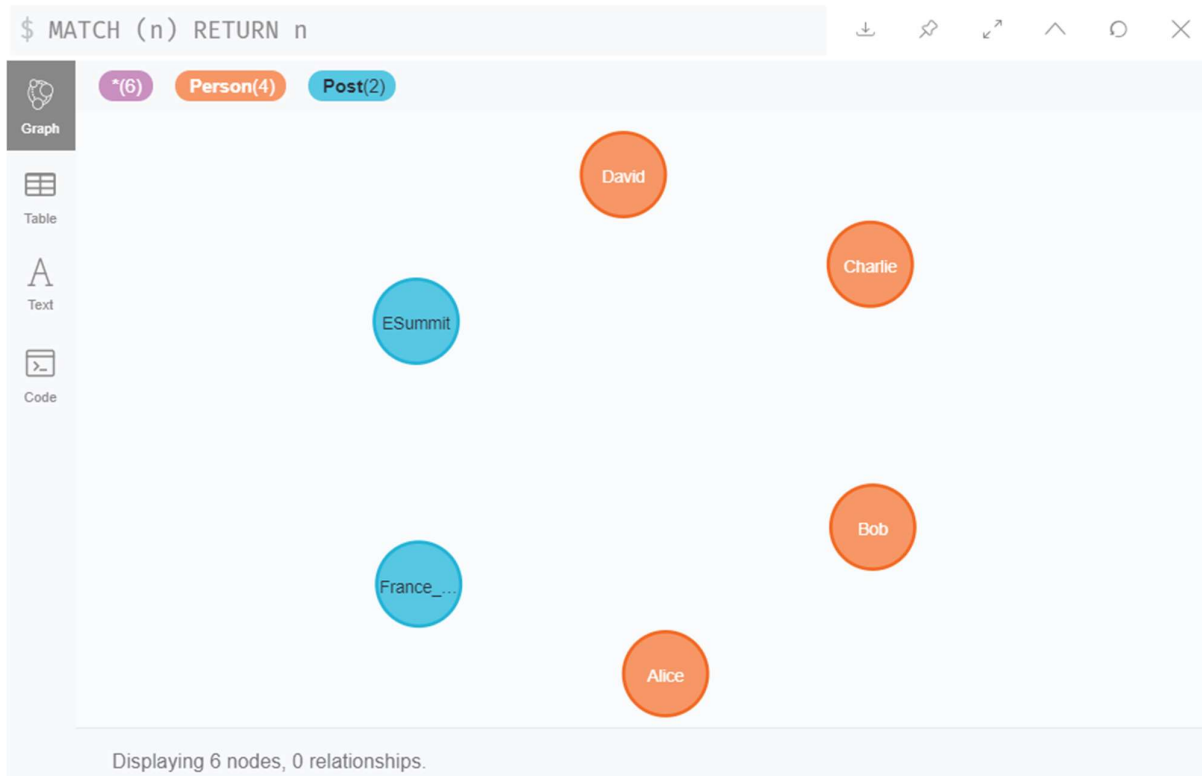 $ MATCH (n) RETURN n
*(6) Person(4) Post(2)
Graph
Table
Text
Code
David
Charlie
ESummit
Bob
France_...
Alice
Displaying 6 nodes, 0 relationships.